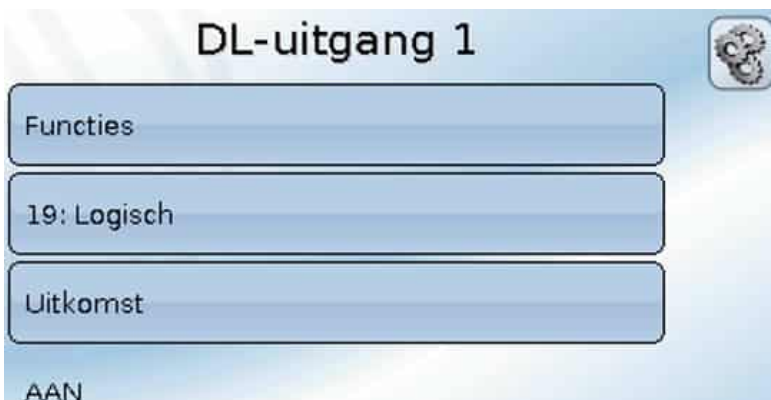 DL-uitgang 1
Functies
19: Logisch
Uitkomst
AAN